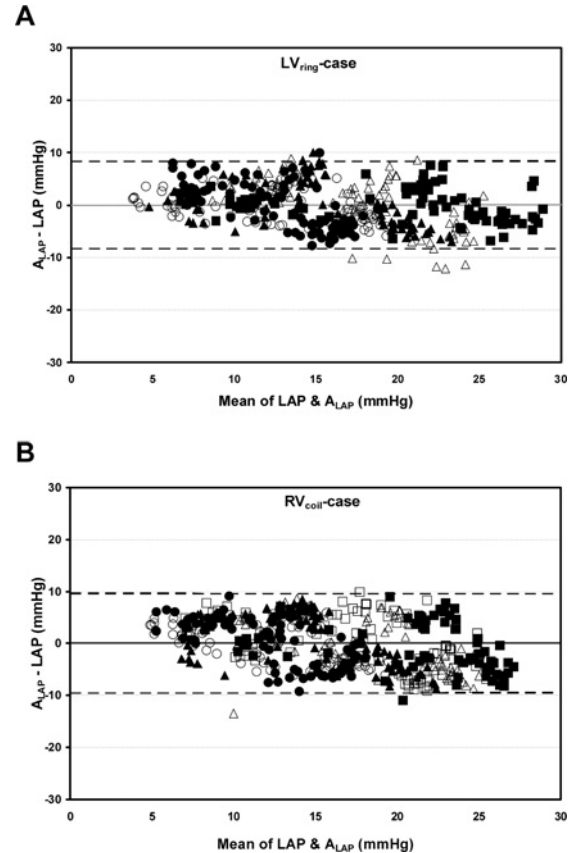 A
LVring-case
30
20
10
0
-10
-20
-30
ALAP - LAP (mmHg)
0 5 10 15 20 25 30
Mean of LAP & ALAP (mmHg)
B
RVcoil-case
30
20
10
0
-10
-20
-30
ALAP - LAP (mmHg)
0 5 10 15 20 25 30
Mean of LAP & ALAP (mmHg)